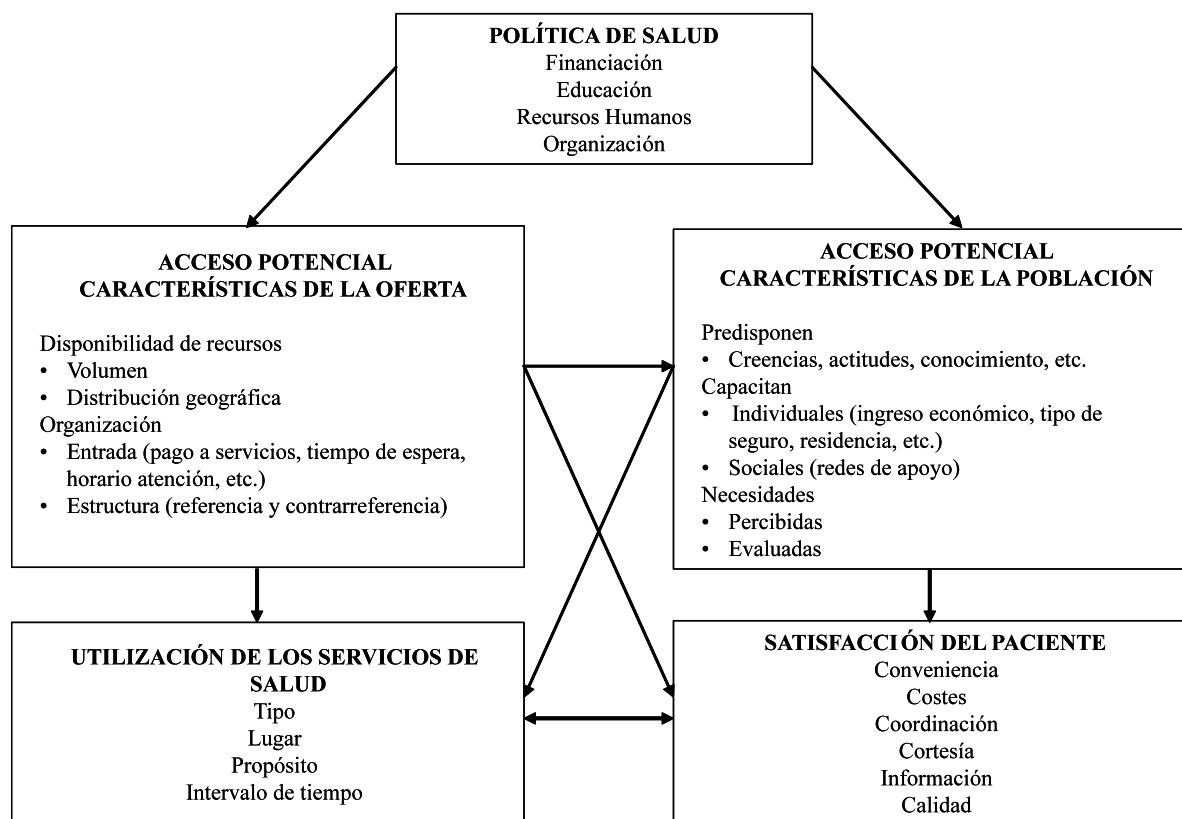 POLÍTICA DE SALUD
Financiación
Educación
Recursos Humanos
Organización
ACCESO POTENCIAL
CARACTERÍSTICAS DE LA OFERTA
Disponibilidad de recursos
• Volumen
• Distribución geográfica
Organización
• Entrada (pago a servicios, tiempo de espera,
horario atención, etc.)
• Estructura (referencia y contrarreferencia)
ACCESO POTENCIAL
CARACTERÍSTICAS DE LA POBLACIÓN
Predisponen
• Creencias, actitudes, conocimiento, etc.
Capacitan
• Individuales (ingreso económico, tipo de
seguro, residencia, etc.)
• Sociales (redes de apoyo)
Necesidades
• Percibidas
• Evaluadas
UTILIZACIÓN DE LOS SERVICIOS DE
SALUD
Tipo
Lugar
Propósito
Intervalo de tiempo
SATISFACCIÓN DEL PACIENTE
Conveniencia
Costes
Coordinación
Cortesía
Información
Calidad